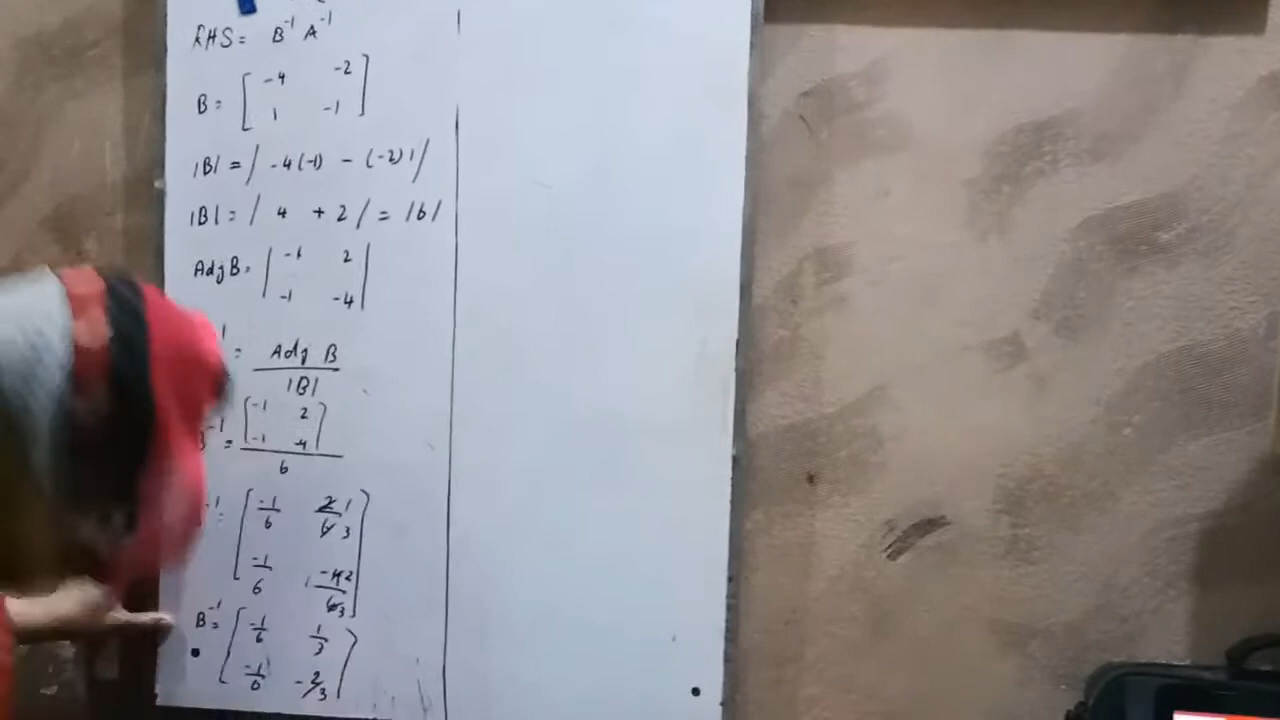 RHS = B⁻¹ A⁻¹
B = [ -4 -2
1 -1 ]
|B| = | -4(-1) - (-2)1 |
|B| = | 4 + 2 | = |6|
Adj B = | -1 2
-1 -4 |
= Adj B
|B|
-1 = [ -1 2
-1 -4 ]
6
-1 = [ -1/6 2/6 1 3
-1/6 1 -4/6 2 3 ]
B⁻¹ = [ -1/6 1/3
-1/6 -2/3 ]